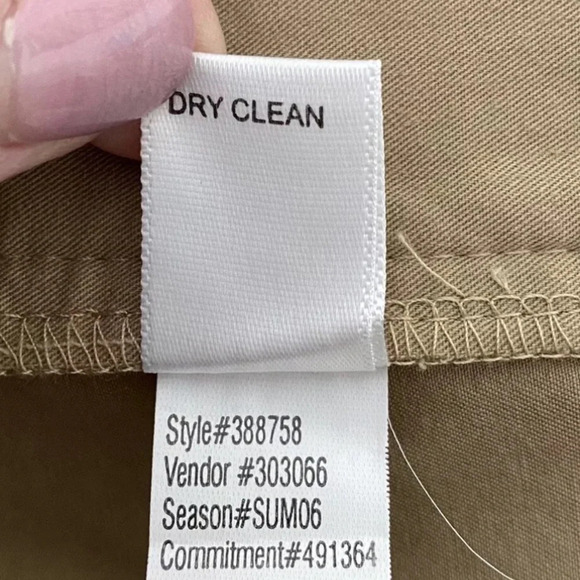 DRY CLEAN
Style#388758
Vendor #303066
Season#SUM06
Commitment#491364